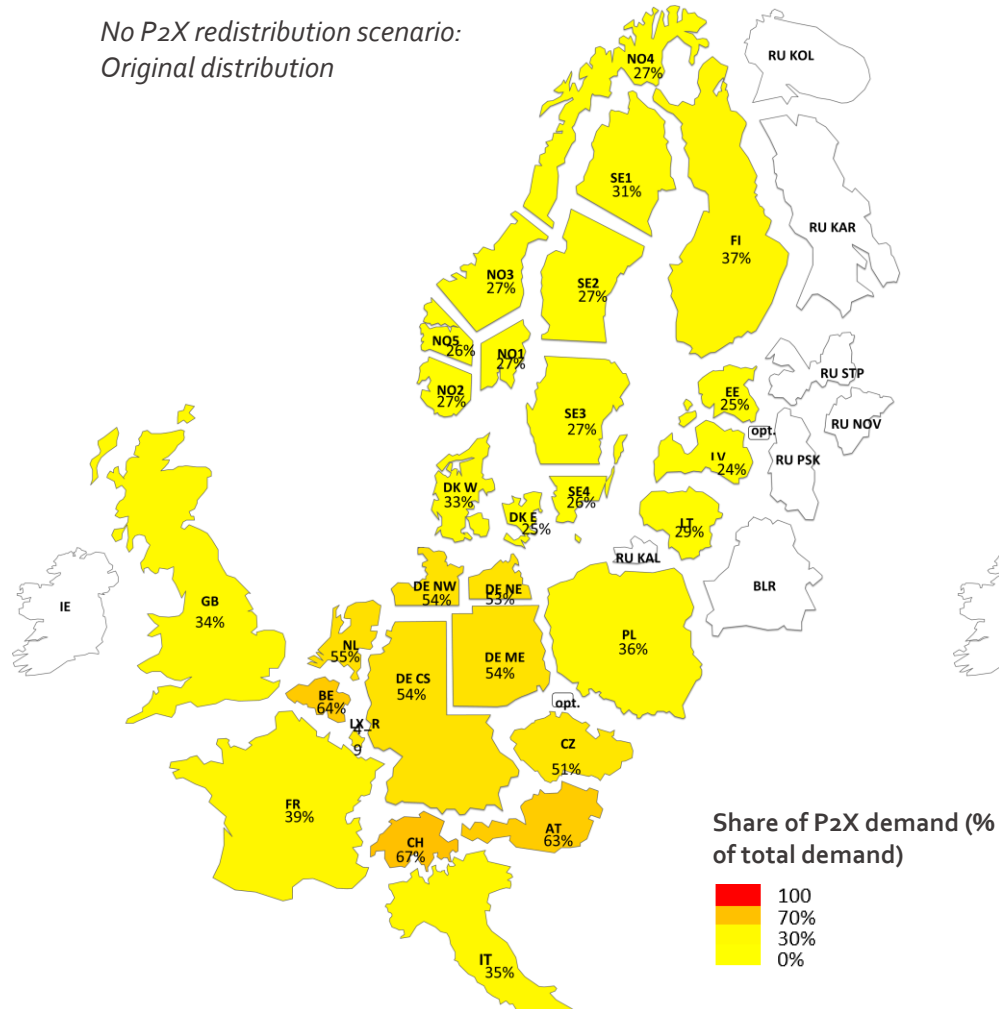 No P2X redistribution scenario:
Original distribution
NO4
27%
RU KOL
SE1
31%
RU KAR
FI
37%
NO3
27%
SE2
27%
NO5
26%
NO1
27%
NO2
27%
RU STP
EE
25%
SE3
27%
opt.
RU NOV
LV
24%
RU PSK
DK W
33%
SE4
26%
DK E
25%
LT
29%
RU KAL
BLR
DE NW
54%
DE NE
53%
IE
GB
34%
PL
36%
NL
55%
DE ME
54%
DE CS
54%
BE
64%
opt.
LX_R
4–
9
CZ
51%
FR
39%
AT
63%
CH
67%
Share of P2X demand (%
of total demand)
100
70%
30%
0%
IT
35%